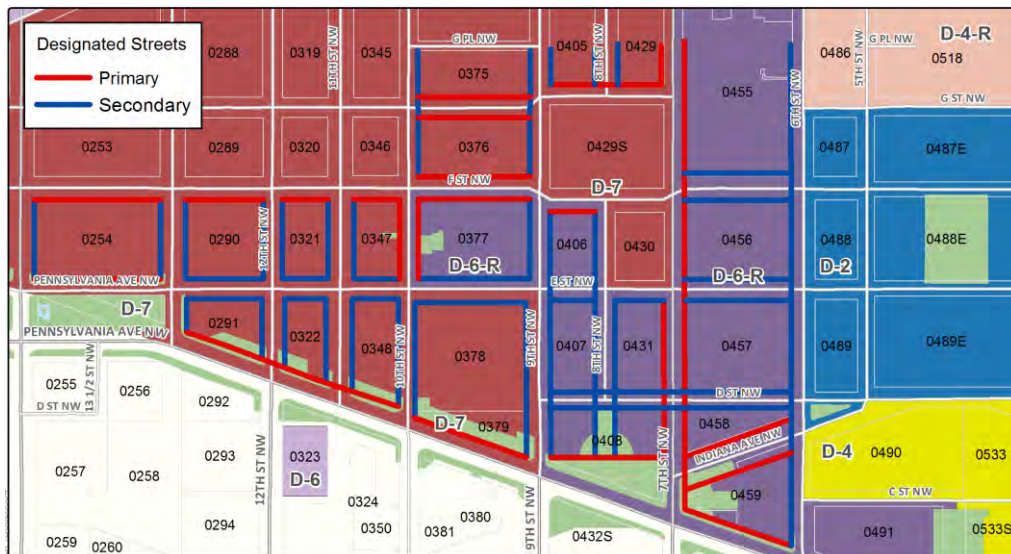 Designated Streets
Primary
Secondary
0288
0319
11TH ST NW
0345
G PL NW
0375
0405
8TH ST NW
0429
0455
6TH ST NW
0486
5TH ST NW
G PL NW
D-4-R
0518
G ST NW
0253
0289
0320
0346
0376
0429S
0487
0487E
F ST NW
D-7
0254
0290
12TH ST NW
0321
0347
0377
D-6-R
0406
0430
0456
D-6-R
0488
D-2
0488E
PENNSYLVANIA AVE NW
E ST NW
D-7
PENNSYLVANIA AVE NW
0291
0322
0348
10TH ST NW
0378
9TH ST NW
0407
8TH ST NW
0431
0457
0489
0489E
0255
13 1/2 ST NW
0256
D ST NW
0292
D-7
0379
D ST NW
0408
7TH ST NW
0458
INDIANA AVE NW
D-4
0490
0533
0257
0258
0293
12TH ST NW
0323
D-6
0324
0350
0380
0381
9TH ST NW
0432S
0459
C ST NW
0491
0533S
0259
0260
0294